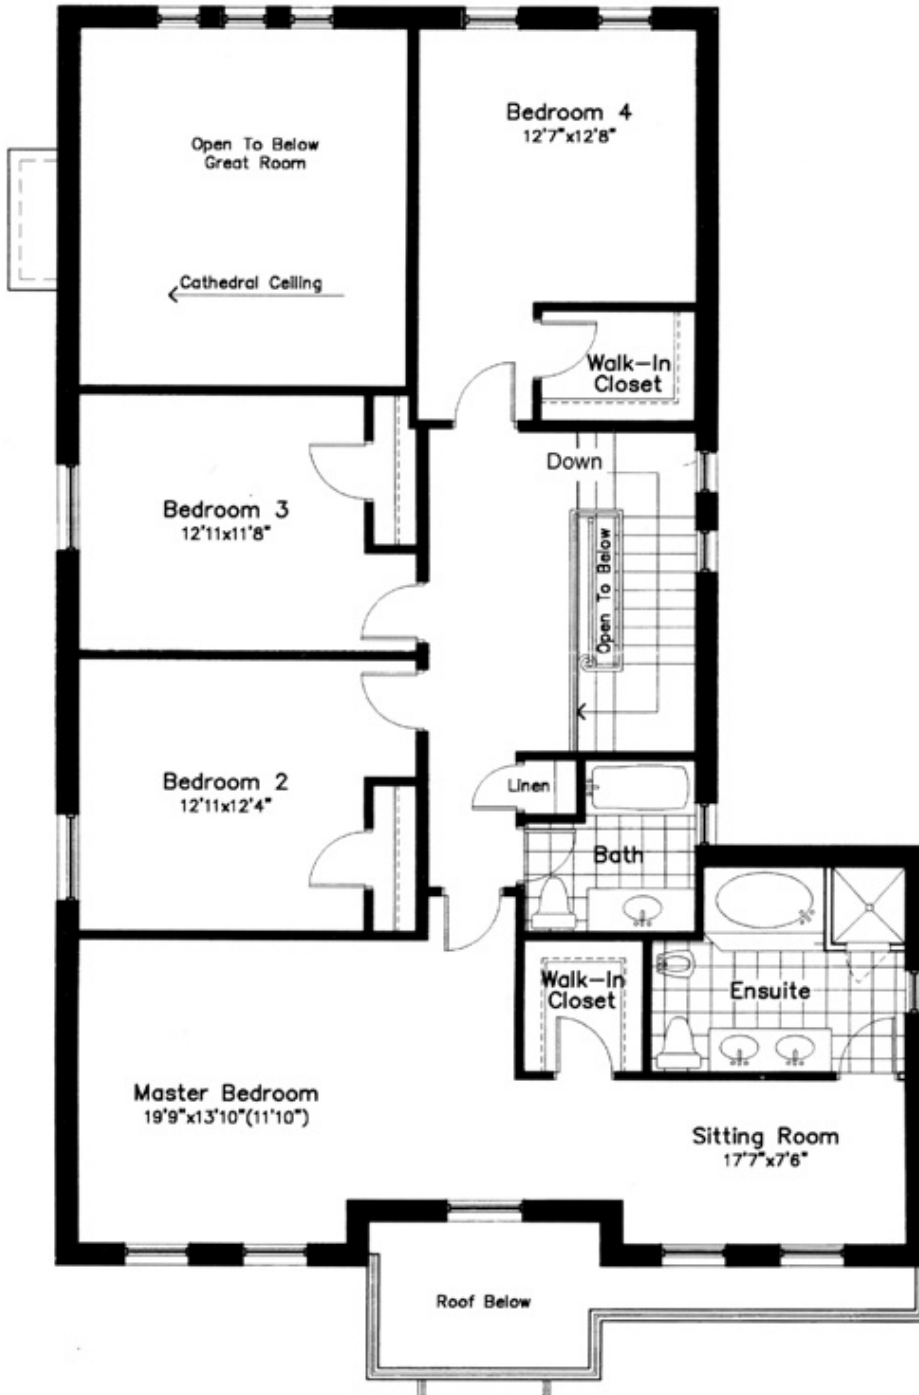 Bedroom 4
12'7"x12'8"
Open To Below
Great Room
Cathedral Ceiling
Walk-In
Closet
Down
Bedroom 3
12'11x11'8"
Open To Below
Bedroom 2
12'11x12'4"
Linen
Bath
Walk-In
Closet
Ensuite
Master Bedroom
19'9"x13'10"(11'10")
Sitting Room
17'7"x7'6"
Roof Below